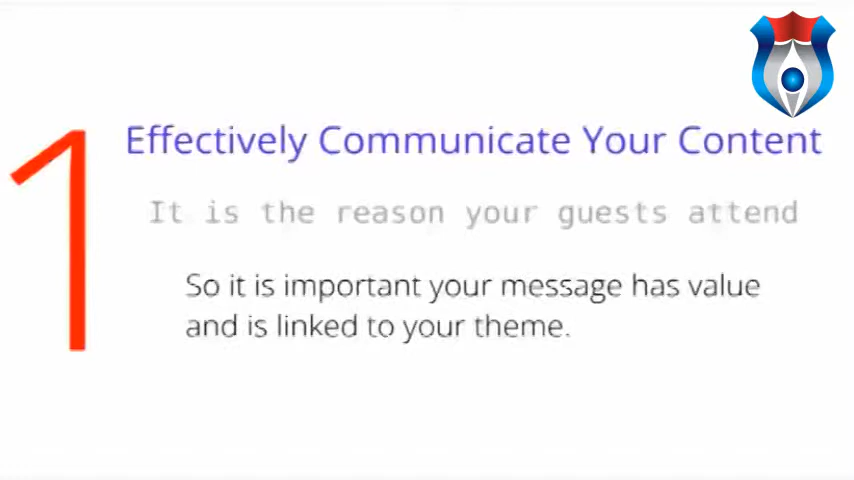 1
Effectively Communicate Your Content
It is the reason your guests attend
So it is important your message has value
and is linked to your theme.